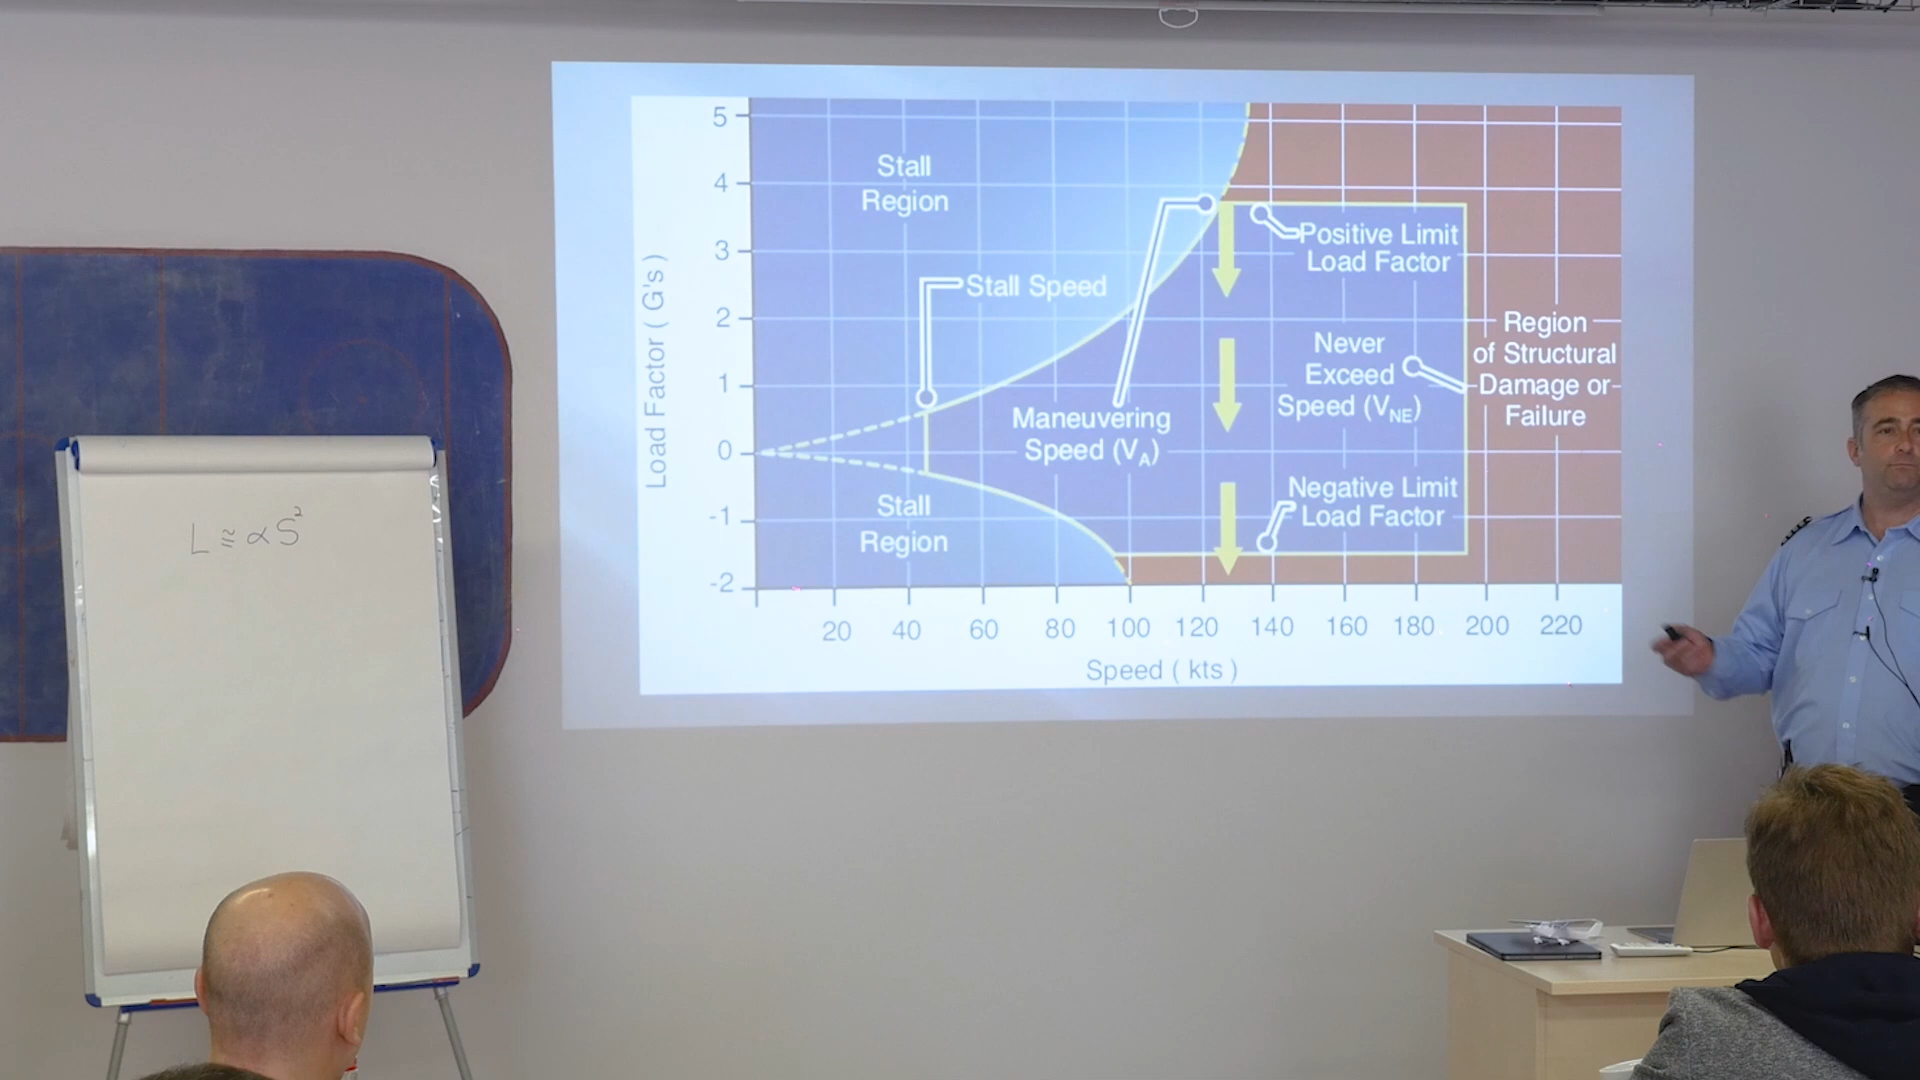 L ≅ αS²
5
4
3
2
1
0
-1
-2
Load Factor ( G's )
Stall
Region
Stall Speed
Maneuvering
Speed (VA)
Positive Limit
Load Factor
Never
Exceed
Speed (VNE)
Region
of Structural
Damage or
Failure
Negative Limit
Load Factor
Stall
Region
20 40 60 80 100 120 140 160 180 200 220
Speed ( kts )